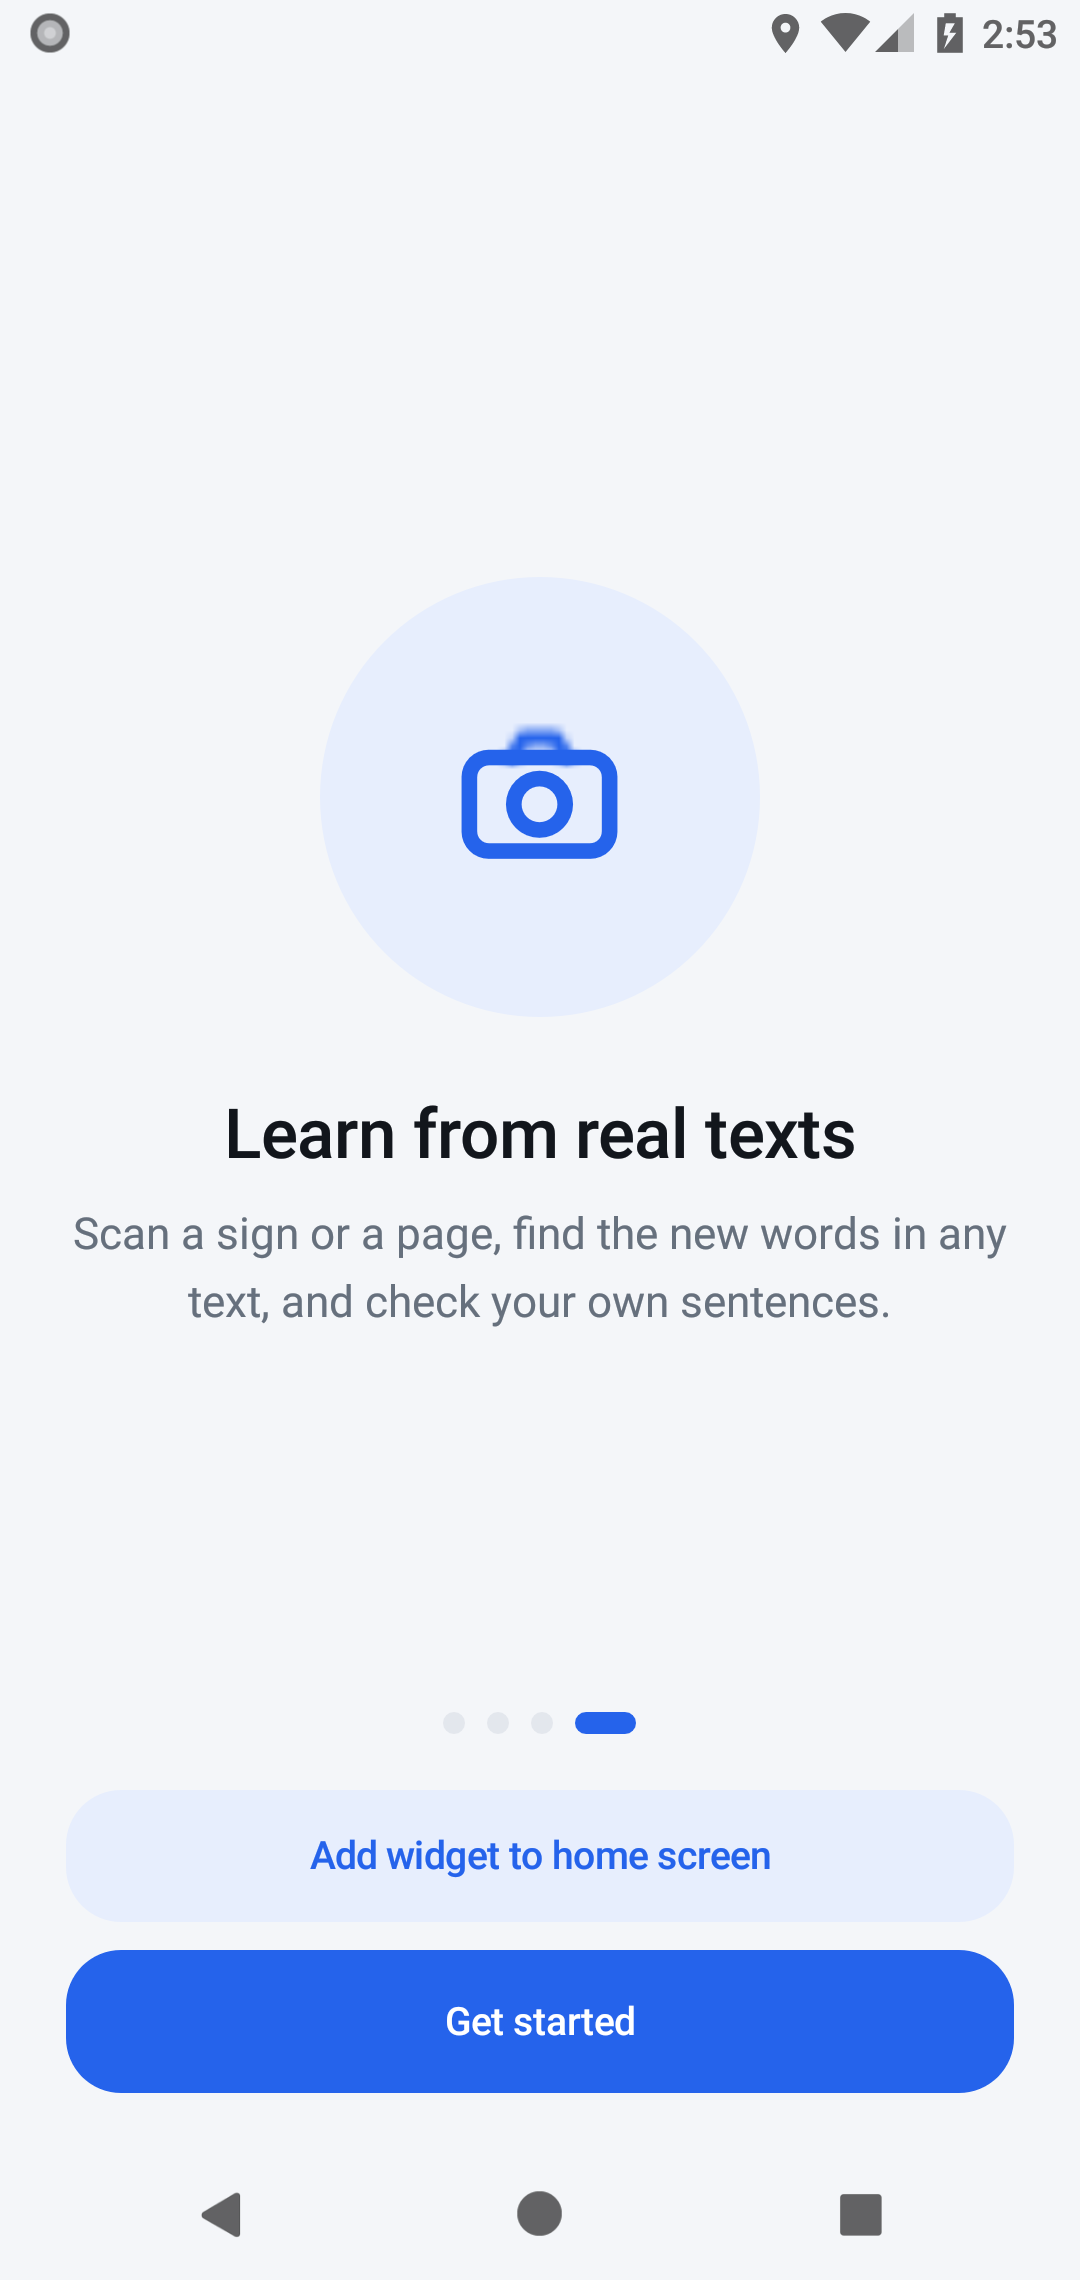 2:53
Learn from real texts
Scan a sign or a page, find the new words in any
text, and check your own sentences.
Add widget to home screen
Get started